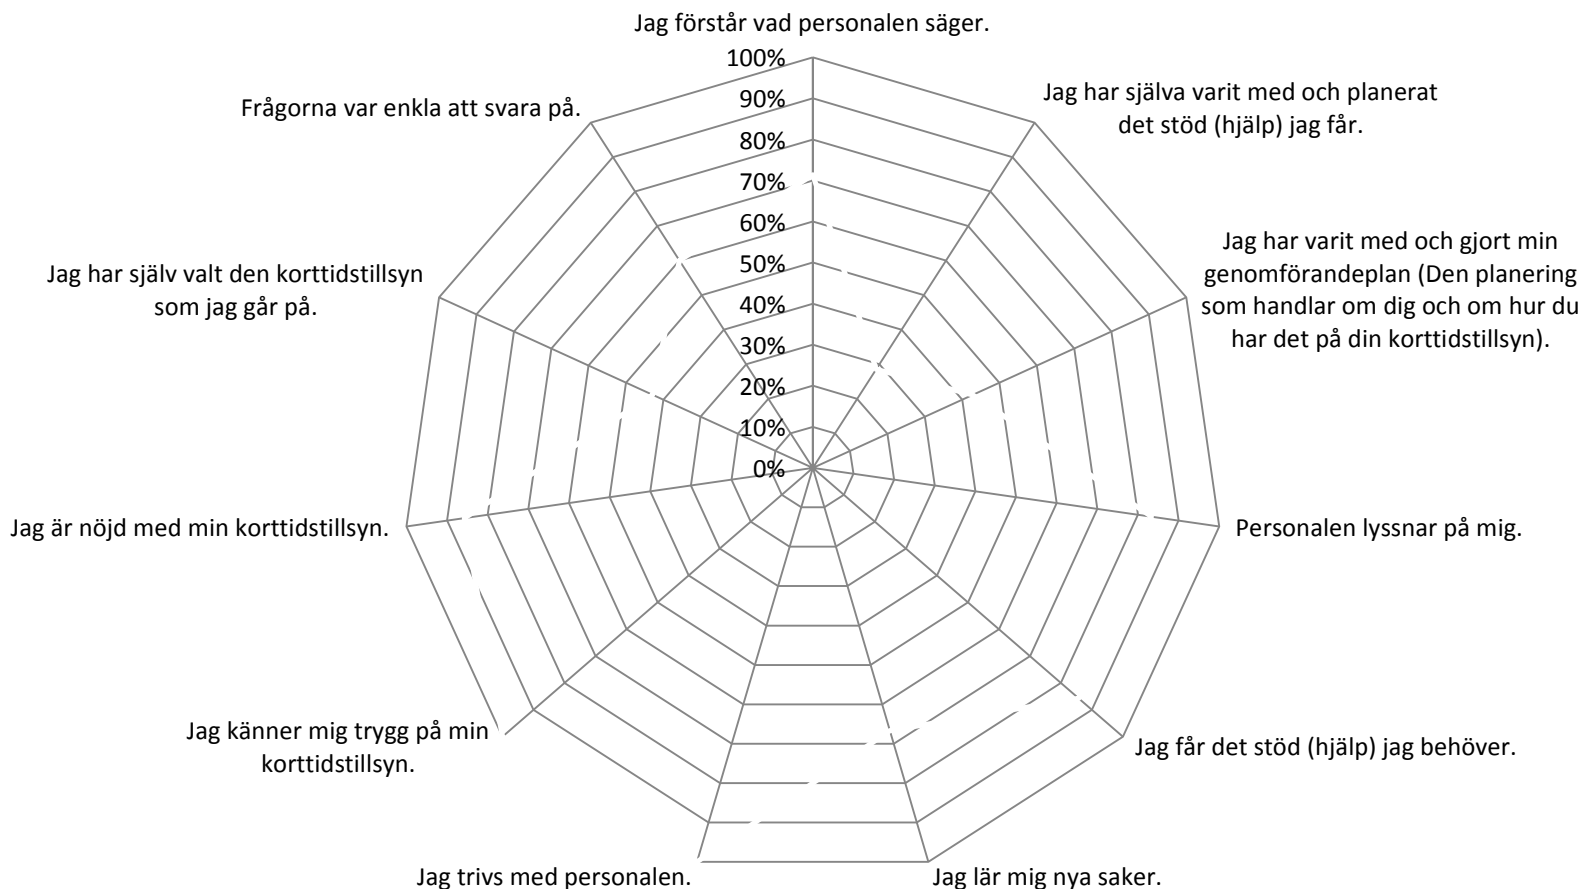 Jag förstår vad personalen säger.
100%
90%
80%
70%
60%
50%
40%
30%
20%
10%
0%
Jag har själva varit med och planerat
det stöd (hjälp) jag får.
Jag har varit med och gjort min
genomförandeplan (Den planering
som handlar om dig och om hur du
har det på din korttidstillsyn).
Personalen lyssnar på mig.
Jag får det stöd (hjälp) jag behöver.
Jag lär mig nya saker.
Jag trivs med personalen.
Jag känner mig trygg på min
korttidstillsyn.
Jag är nöjd med min korttidstillsyn.
Jag har själv valt den korttidstillsyn
som jag går på.
Frågorna var enkla att svara på.